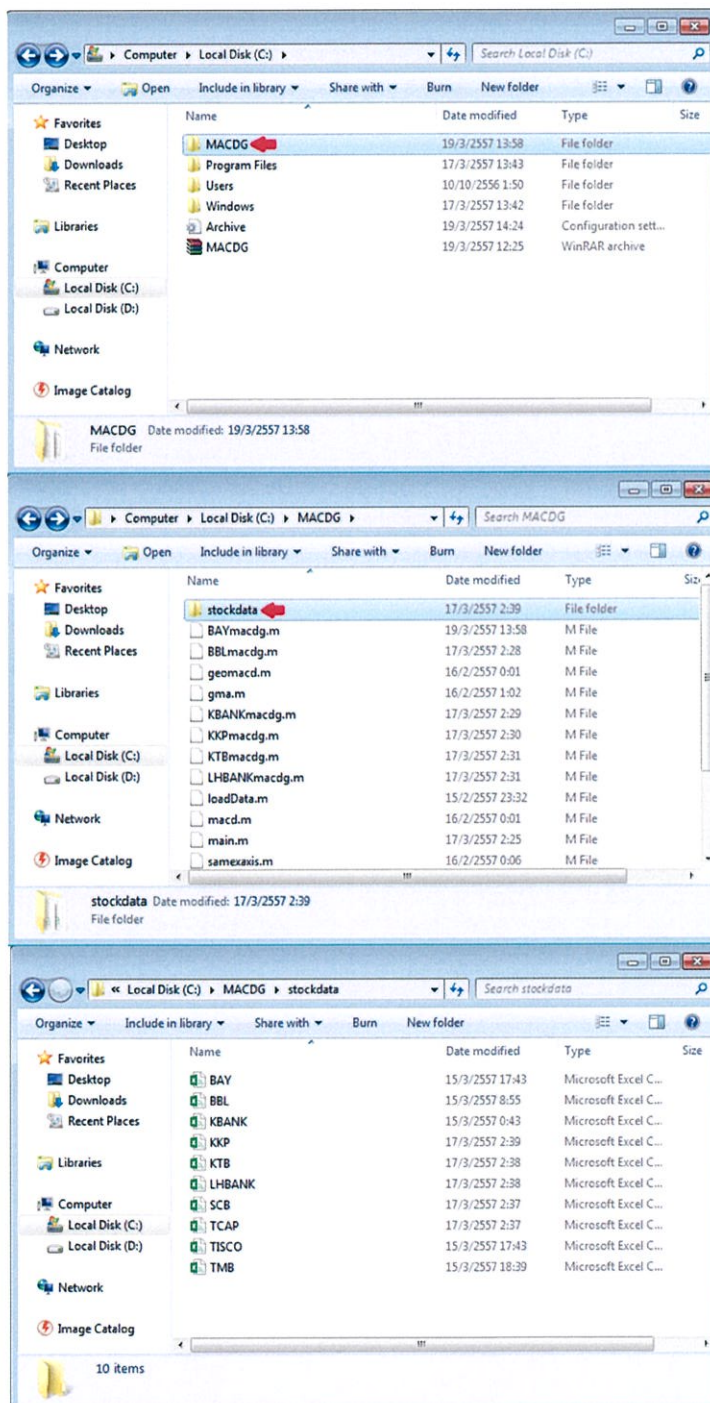 Computer ▸ Local Disk (C:) ▸ Search Local Disk (C:)
Organize Open Include in library Share with Burn New folder
Name Date modified Type Size
Favorites
Desktop
Downloads
Recent Places
Libraries
Computer
Local Disk (C:)
Local Disk (D:)
Network
Image Catalog
MACDG 19/3/2557 13:58 File folder
Program Files 17/3/2557 13:43 File folder
Users 10/10/2556 1:50 File folder
Windows 17/3/2557 13:42 File folder
Archive 19/3/2557 14:24 Configuration sett...
MACDG 19/3/2557 12:25 WinRAR archive
MACDG Date modified: 19/3/2557 13:58
File folder
Computer ▸ Local Disk (C:) ▸ MACDG ▸ Search MACDG
Organize Open Include in library Share with Burn New folder
Name Date modified Type Siz
Favorites
Desktop
Downloads
Recent Places
Libraries
Computer
Local Disk (C:)
Local Disk (D:)
Network
Image Catalog
stockdata 17/3/2557 2:39 File folder
BAYmacdg.m 19/3/2557 13:58 M File
BBLmacdg.m 17/3/2557 2:28 M File
geomacd.m 16/2/2557 0:01 M File
gma.m 16/2/2557 1:02 M File
KBANKmacdg.m 17/3/2557 2:29 M File
KKPmacdg.m 17/3/2557 2:30 M File
KTBmacdg.m 17/3/2557 2:31 M File
LHBANKmacdg.m 17/3/2557 2:31 M File
loadData.m 15/2/2557 23:32 M File
macd.m 16/2/2557 0:01 M File
main.m 17/3/2557 2:25 M File
samexaxis.m 16/2/2557 0:06 M File
stockdata Date modified: 17/3/2557 2:39
File folder
« Local Disk (C:) ▸ MACDG ▸ stockdata Search stockdata
Organize Include in library Share with Burn New folder
Name Date modified Type Size
Favorites
Desktop
Downloads
Recent Places
Libraries
Computer
Local Disk (C:)
Local Disk (D:)
Network
Image Catalog
BAY 15/3/2557 17:43 Microsoft Excel C...
BBL 15/3/2557 8:55 Microsoft Excel C...
KBANK 15/3/2557 0:43 Microsoft Excel C...
KKP 17/3/2557 2:39 Microsoft Excel C...
KTB 17/3/2557 2:38 Microsoft Excel C...
LHBANK 17/3/2557 2:38 Microsoft Excel C...
SCB 17/3/2557 2:37 Microsoft Excel C...
TCAP 17/3/2557 2:37 Microsoft Excel C...
TISCO 15/3/2557 17:43 Microsoft Excel C...
TMB 15/3/2557 18:39 Microsoft Excel C...
10 items